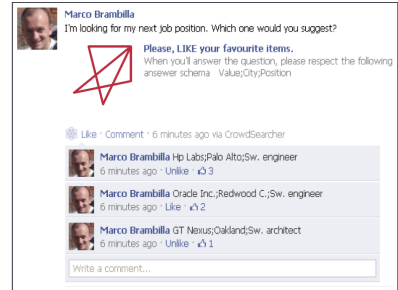 Marco Brambilla
I'm looking for my next job position. Which one would you suggest?
Please, LIKE your favourite items.
When you'll answer the question, please respect the following
ansewer schema Value;City;Position
Like · Comment · 6 minutes ago via CrowdSearcher
Marco Brambilla Hp Labs;Palo Alto;Sw. engineer
6 minutes ago · Unlike · 3
Marco Brambilla Oracle Inc.;Redwood C.;Sw. engineer
6 minutes ago · Like · 2
Marco Brambilla GT Nexus;Oakland;Sw. architect
6 minutes ago · Unlike · 1
Write a comment...